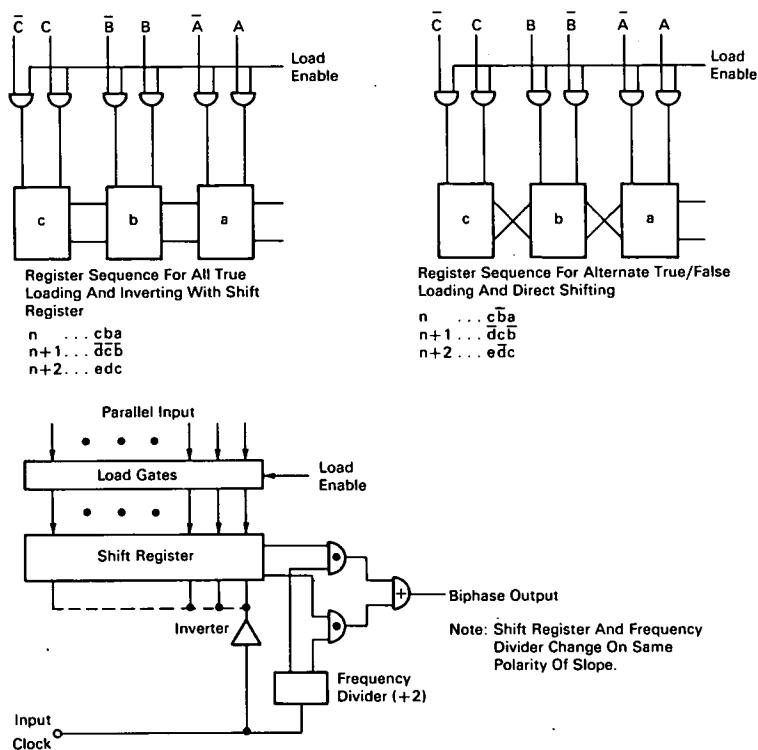 C̅ C B̅ B A̅ A
Load
Enable
c b a
Register Sequence For All True
Loading And Inverting With Shift
Register
n ... cba
n+1 ... d̅c̅b̅
n+2 ... edc
C̅ C B B̅ A̅ A
Load
Enable
c b a
Register Sequence For Alternate True/False
Loading And Direct Shifting
n ... cb̅a
n+1 ... d̅cb̅
n+2 ... ed̅c
Parallel Input
Load Gates
Load
Enable
Shift Register
+
Biphase Output
Inverter
Note: Shift Register And Frequency
Divider Change On Same
Polarity Of Slope.
Frequency
Divider (+2)
Input
Clock